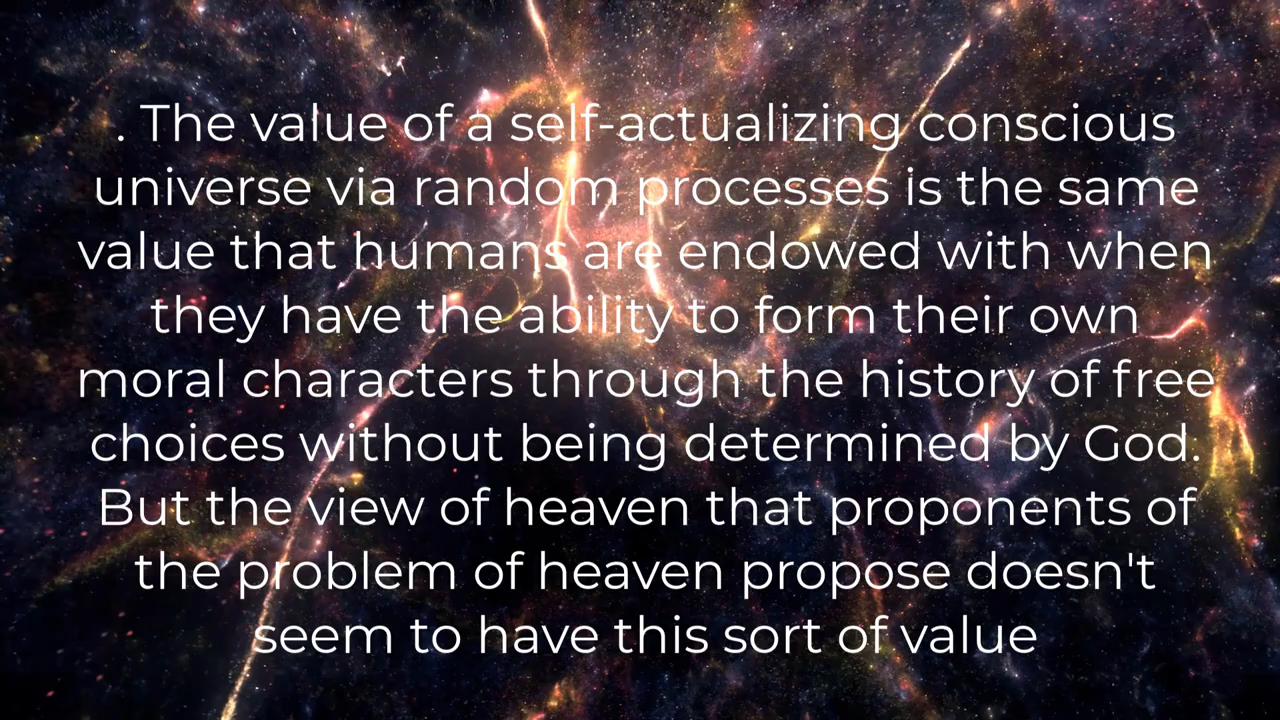 . The value of a self-actualizing conscious
universe via random processes is the same
value that humans are endowed with when
they have the ability to form their own
moral characters through the history of free
choices without being determined by God.
But the view of heaven that proponents of
the problem of heaven propose doesn't
seem to have this sort of value